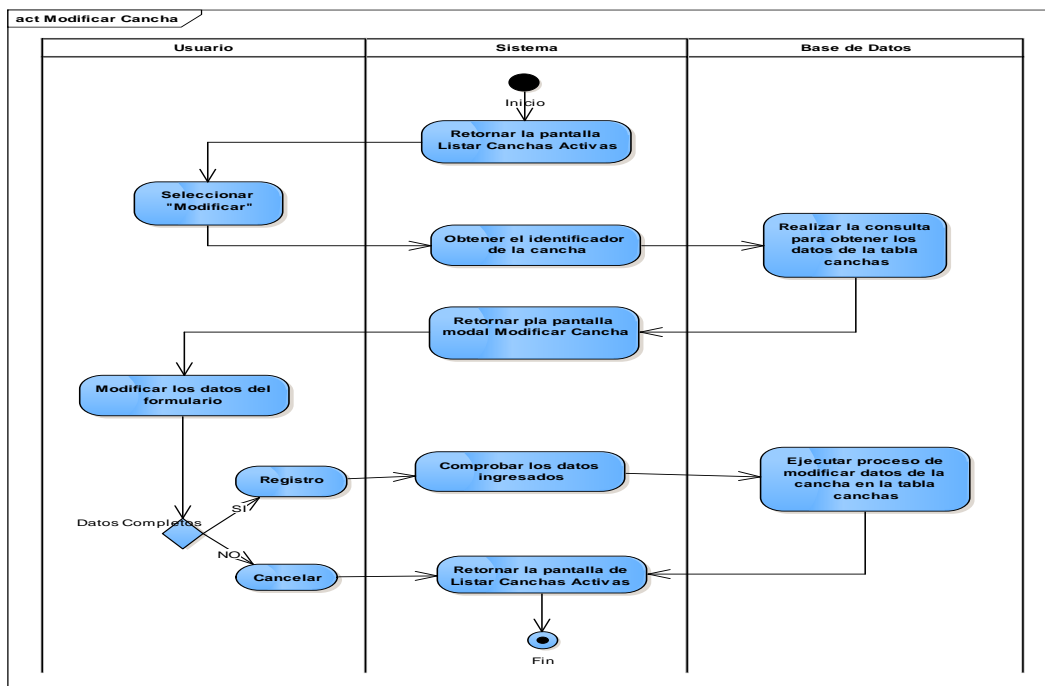 act Modificar Cancha
Usuario
Sistema
Base de Datos
Inicio
Retornar la pantalla
Listar Canchas Activas
Seleccionar
"Modificar"
Obtener el identificador
de la cancha
Realizar la consulta
para obtener los
datos de la tabla
canchas
Retornar pla pantalla
modal Modificar Cancha
Modificar los datos del
formulario
Datos Completos
SI
Registro
Comprobar los datos
ingresados
Ejecutar proceso de
modificar datos de la
cancha en la tabla
canchas
NO
Cancelar
Retornar la pantalla de
Listar Canchas Activas
Fin